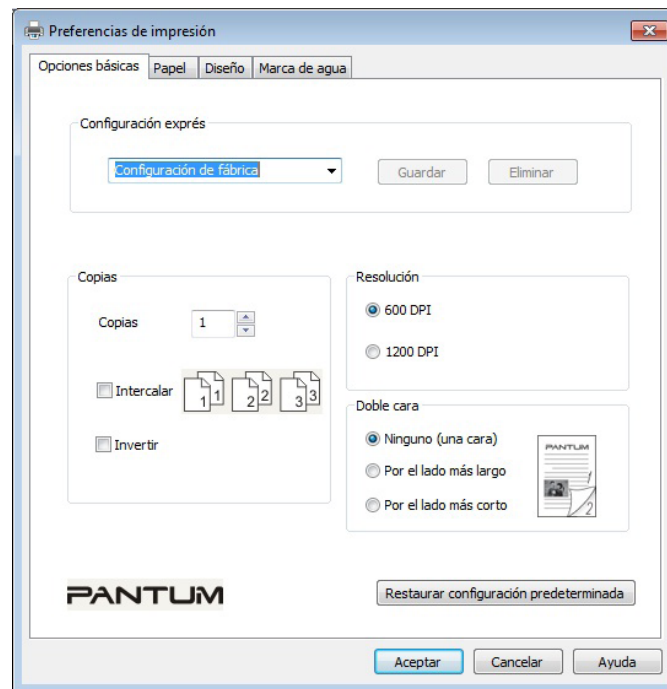 Preferencias de impresión
Opciones básicas Papel Diseño Marca de agua
Configuración exprés
Configuración de fábrica Guardar Eliminar
Copias
Copias 1
Intercalar 1 1 2 2 3 3
Invertir
Resolución
600 DPI
1200 DPI
Doble cara
Ninguno (una cara)
Por el lado más largo
Por el lado más corto
PANTUM
1
2
PANTUM
Restaurar configuración predeterminada
Aceptar Cancelar Ayuda